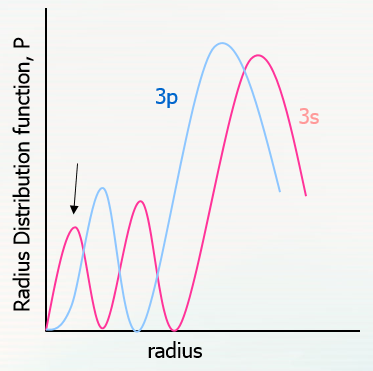 Radius Distribution function, P
3p
3s
radius